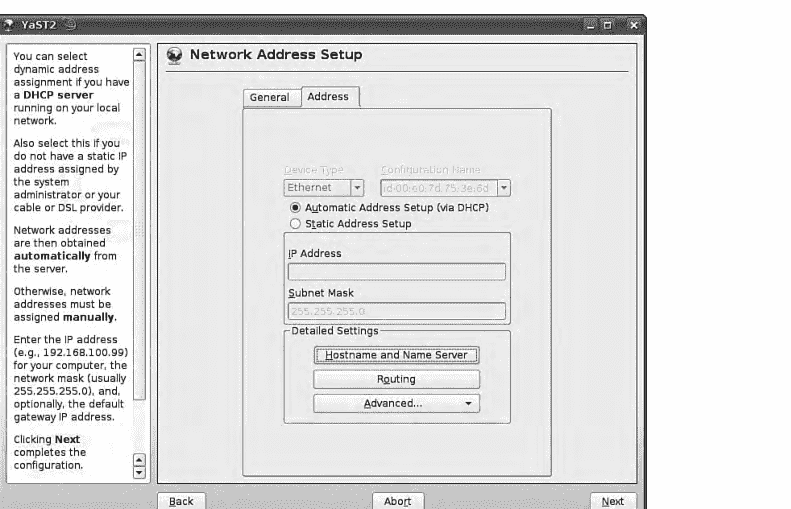 YaST2
You can select
dynamic address
assignment if you have
a DHCP server
running on your local
network.
Also select this if you
do not have a static IP
address assigned by
the system
administrator or your
cable or DSL provider.
Network addresses
are then obtained
automatically from
the server.
Otherwise, network
addresses must be
assigned manually.
Enter the IP address
(e.g., 192.168.100.99)
for your computer, the
network mask (usually
255.255.255.0), and,
optionally, the default
gateway IP address.
Clicking Next
completes the
configuration.
Network Address Setup
General Address
Device Type Configuration Name
Ethernet id-00:e0:7d:75:3e:6d
Automatic Address Setup (via DHCP)
Static Address Setup
IP Address
Subnet Mask
255.255.255.0
Detailed Settings
Hostname and Name Server
Routing
Advanced...
Back Abort Next